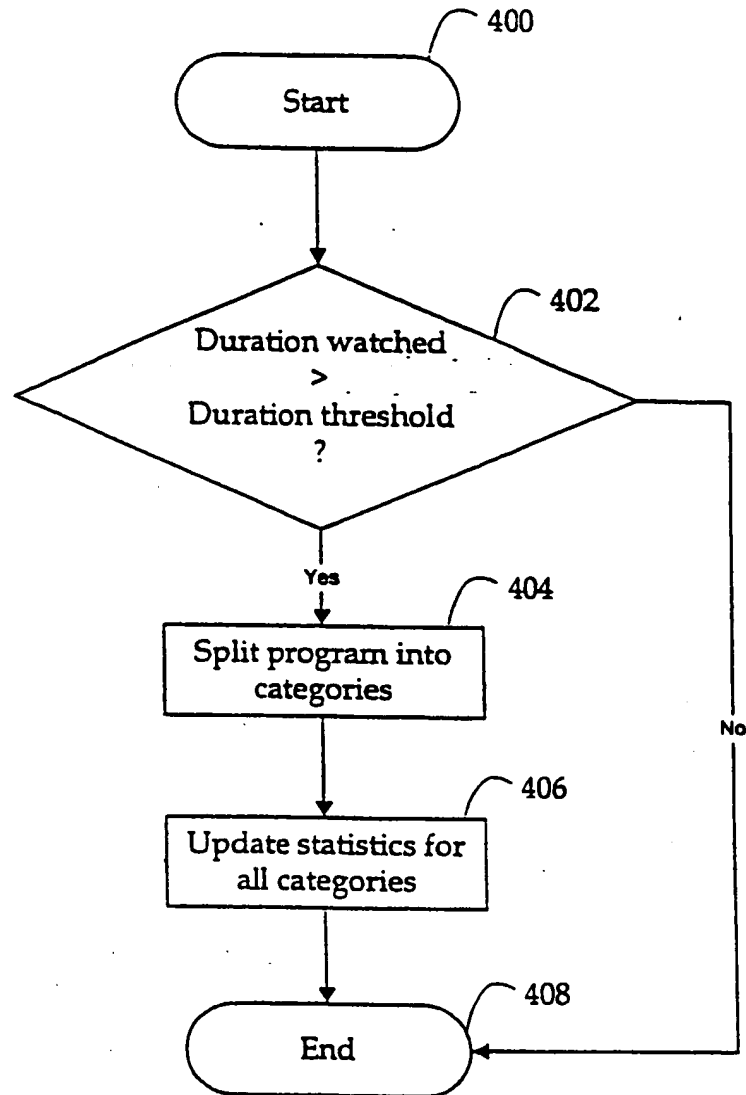 400
Start
402
Duration watched
>
Duration threshold
?
Yes
404
Split program into
categories
No
406
Update statistics for
all categories
408
End